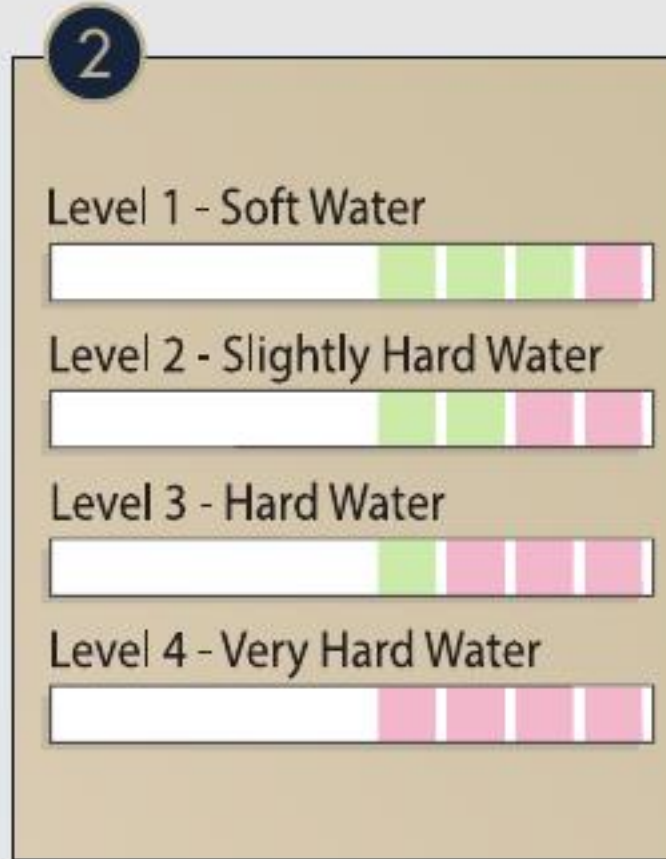 2
Level 1 - Soft Water
Level 2 - Slightly Hard Water
Level 3 - Hard Water
Level 4 - Very Hard Water